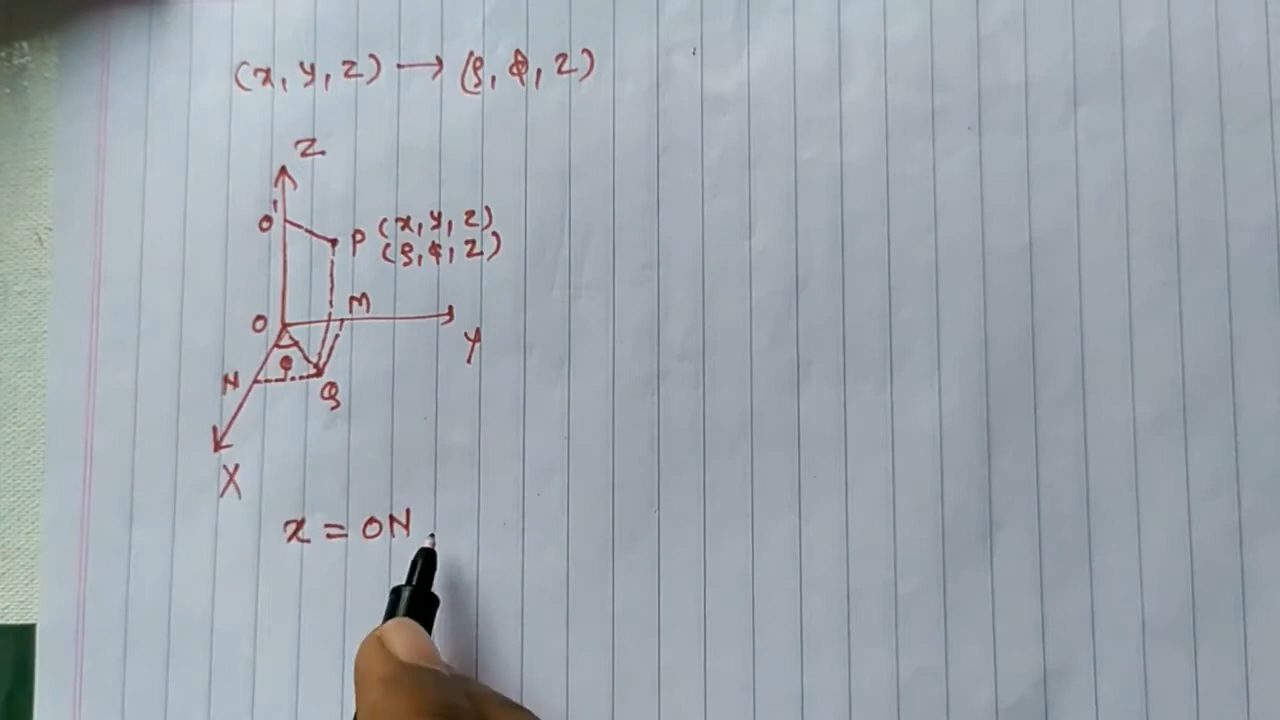 (x, y, z) → (ρ, φ, z)
Z
O'
P (x, y, z)
(ρ, φ, z)
M
O
Y
φ
N
Q
X
x = ON